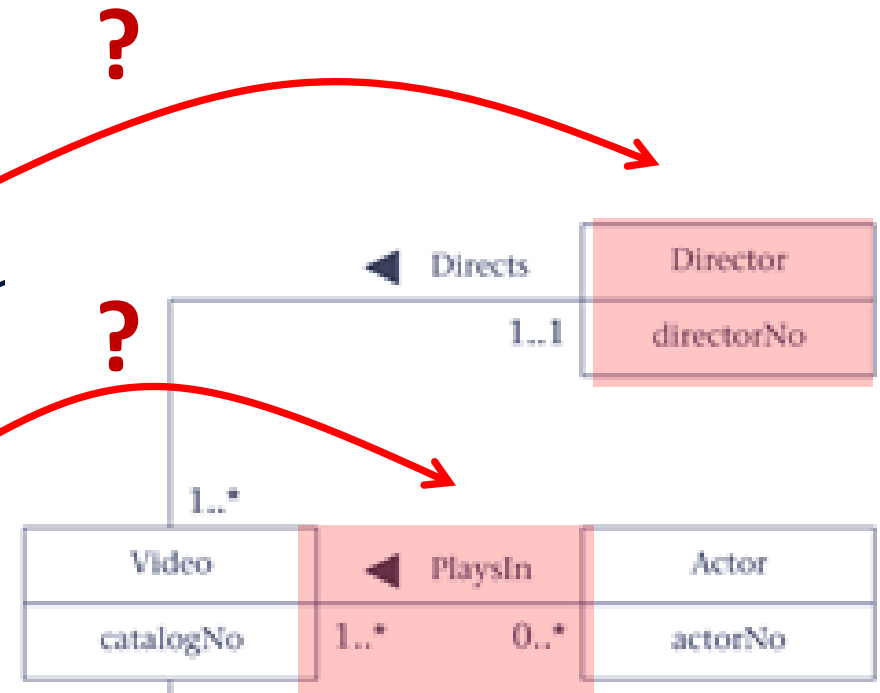 ?
Directs
Director
1..1
directorNo
?
1..*
Video
PlaysIn
Actor
catalogNo
1..*
0..*
actorNo